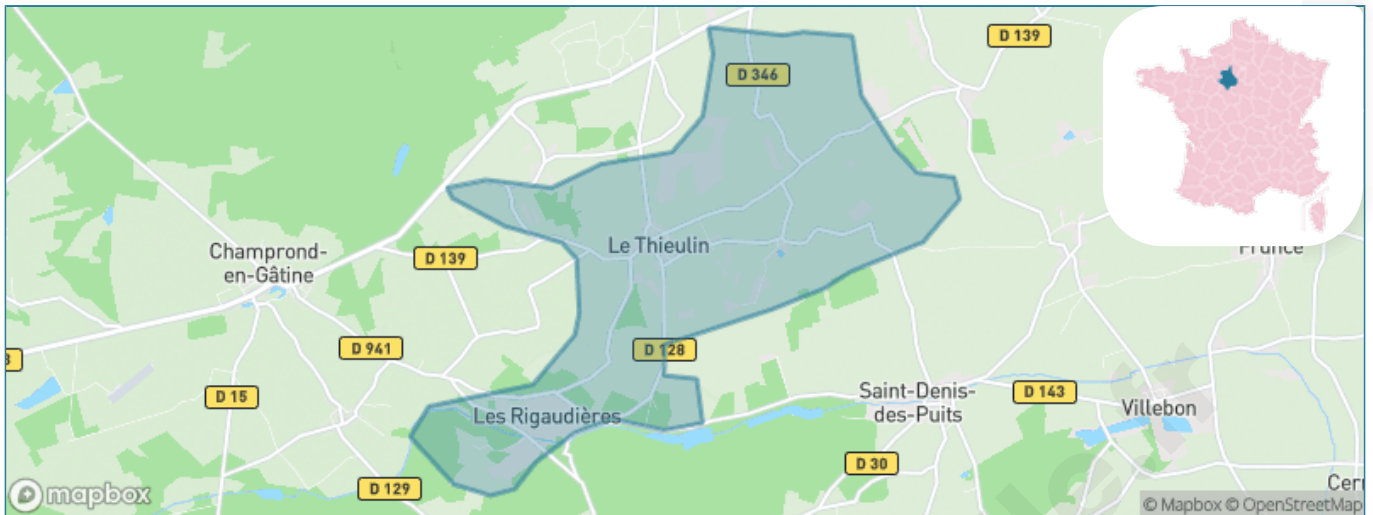 D 139
D 346
Champrond-
en-Gâtine
D 139
Le Thieulin
France
D 941
D 128
D 15
Les Rigaudières
Saint-Denis-
des-Puits
D 143
Villebon
D 30
D 129
mapbox
© Mapbox © OpenStreetMap